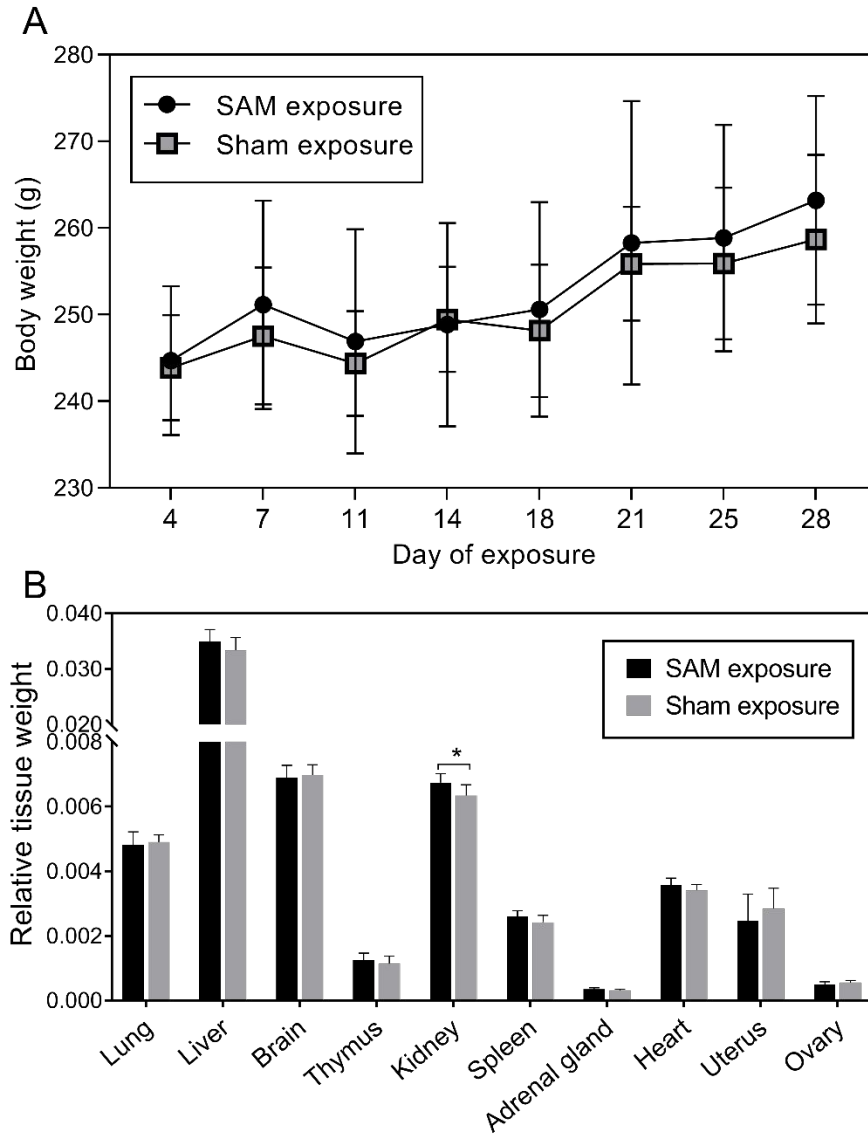 A
280
270
260
250
240
230
Body weight (g)
SAM exposure
Sham exposure
4 7 11 14 18 21 25 28
Day of exposure
B
0.040
0.030
0.020
0.008
0.006
0.004
0.002
0.000
Relative tissue weight
SAM exposure
Sham exposure
*
Lung Liver Brain Thymus Kidney Spleen Adrenal gland Heart Uterus Ovary